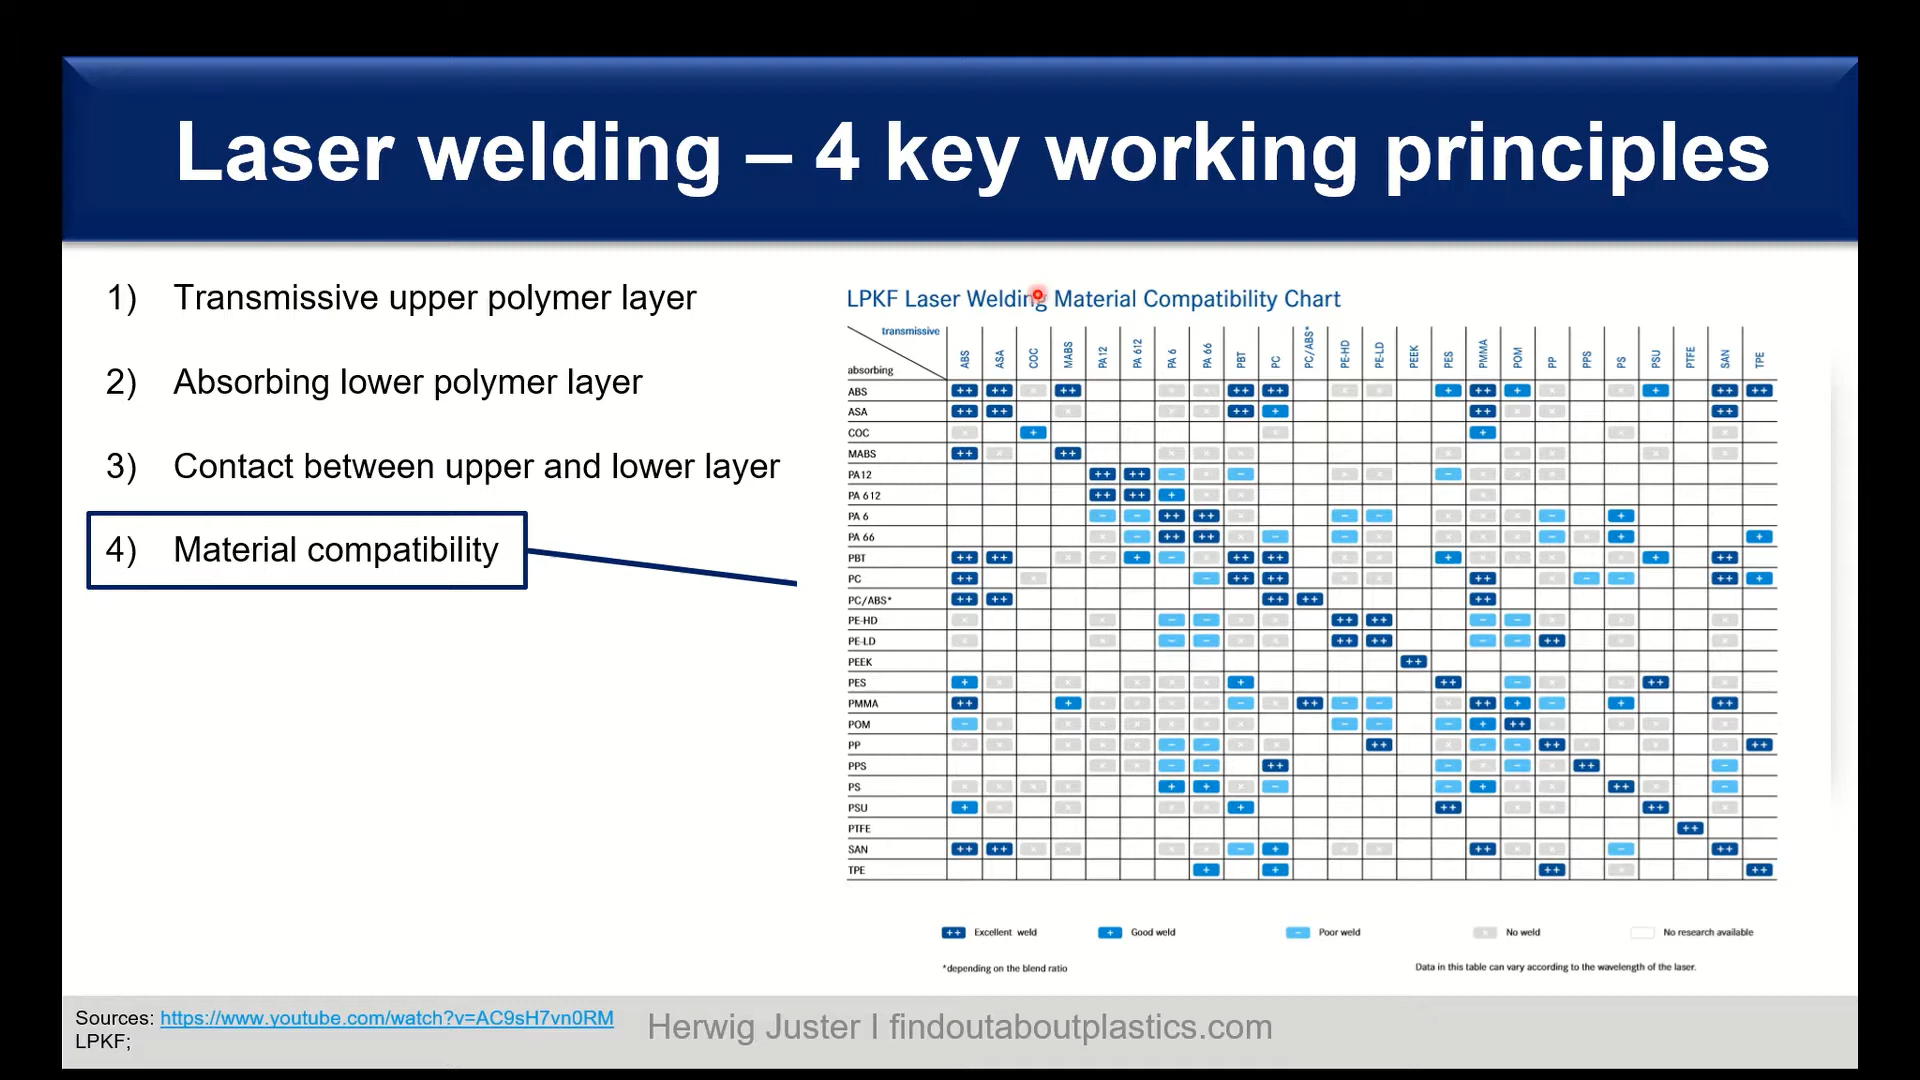 Laser welding – 4 key working principles
1) Transmissive upper polymer layer
2) Absorbing lower polymer layer
3) Contact between upper and lower layer
4) Material compatibility
LPKF Laser Welding Material Compatibility Chart
transmissive
absorbing
ABS ASA COC MABS PA12 PA 612 PA 6 PA 66 PBT PC PC/ABS* PE-HD PE-LD PEEK PES PMMA POM PP PPS PS PSU PTFE SAN TPE
ABS ++ ++ × ++ × × ++ ++ × × + ++ + × × + ++ ++
ASA ++ ++ × × × ++ + ++ × × ++
COC × + × + × ×
MABS ++ × ++ × × × × × × × × × ×
PA12 ++ ++ − × − × × − × × ×
PA 612 ++ ++ + × × ×
PA 6 − − ++ ++ × − − × × × − +
PA 66 × − ++ ++ × − − × × × × − × + +
PBT ++ ++ × × + − × ++ ++ × × + × × × × + ++
PC ++ × − ++ ++ × × ++ × × − − ++ +
PC/ABS* ++ ++ ++ ++ ++
PE-HD × × − − × × ++ ++ − − × × ×
PE-LD × × − − × × ++ ++ − − ++ × ×
PEEK ++
PES + × × × × × + ++ × − × × ++ ×
PMMA ++ + × × × × − × ++ − − × ++ + − + × ++
POM − × × × × × × × − − − + ++ × × ×
PP × × × × × − − × × ++ × − − ++ × × ++
PPS × × − − × ++ − × − × ++ −
PS × × × × + + × − − + × × ++ × −
PSU + × × × × + ++ × × ++ ×
PTFE ++
SAN ++ ++ × × × × − + × × ++ × × − ++
TPE + + ++ × ++
++ Excellent weld + Good weld − Poor weld × No weld No research available
*depending on the blend ratio Data in this table can vary according to the wavelength of the laser.
Sources: https://www.youtube.com/watch?v=AC9sH7vn0RM
LPKF;
Herwig Juster I findoutaboutplastics.com